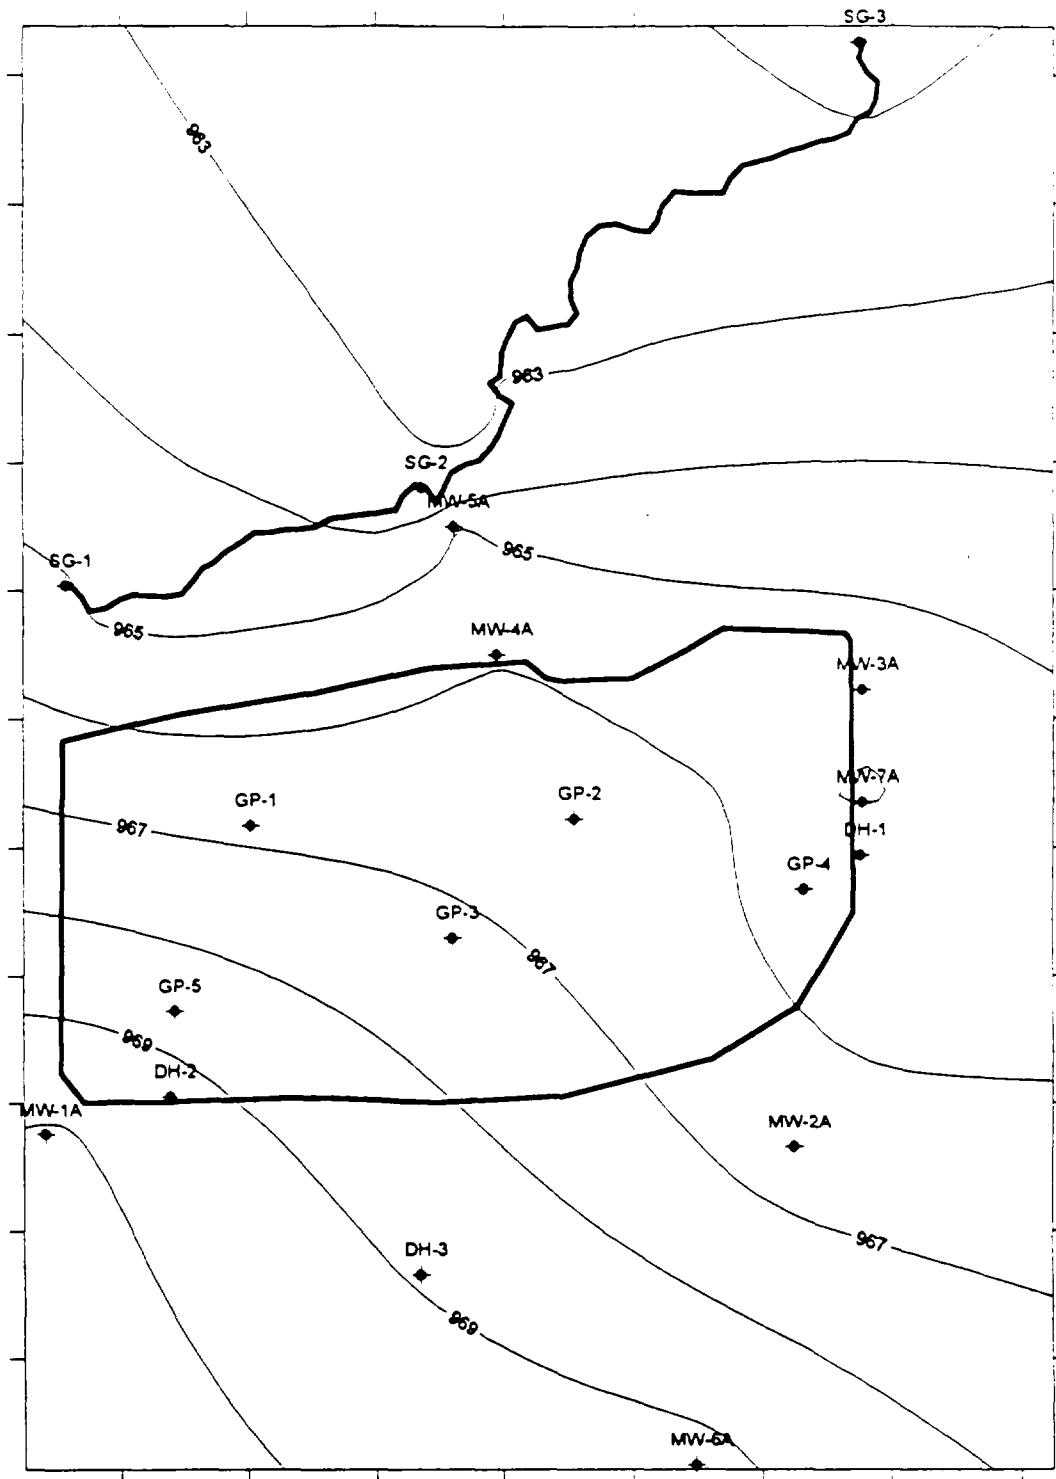 SG-3
963
963
SG-2
MW-5A
965
SG-1
965
MW-4A
MW-3A
MW-7A
GP-1
GP-2
967
DH-1
GP-4
GP-3
967
GP-5
969
DH-2
MW-1A
MW-2A
967
DH-3
969
MW-6A